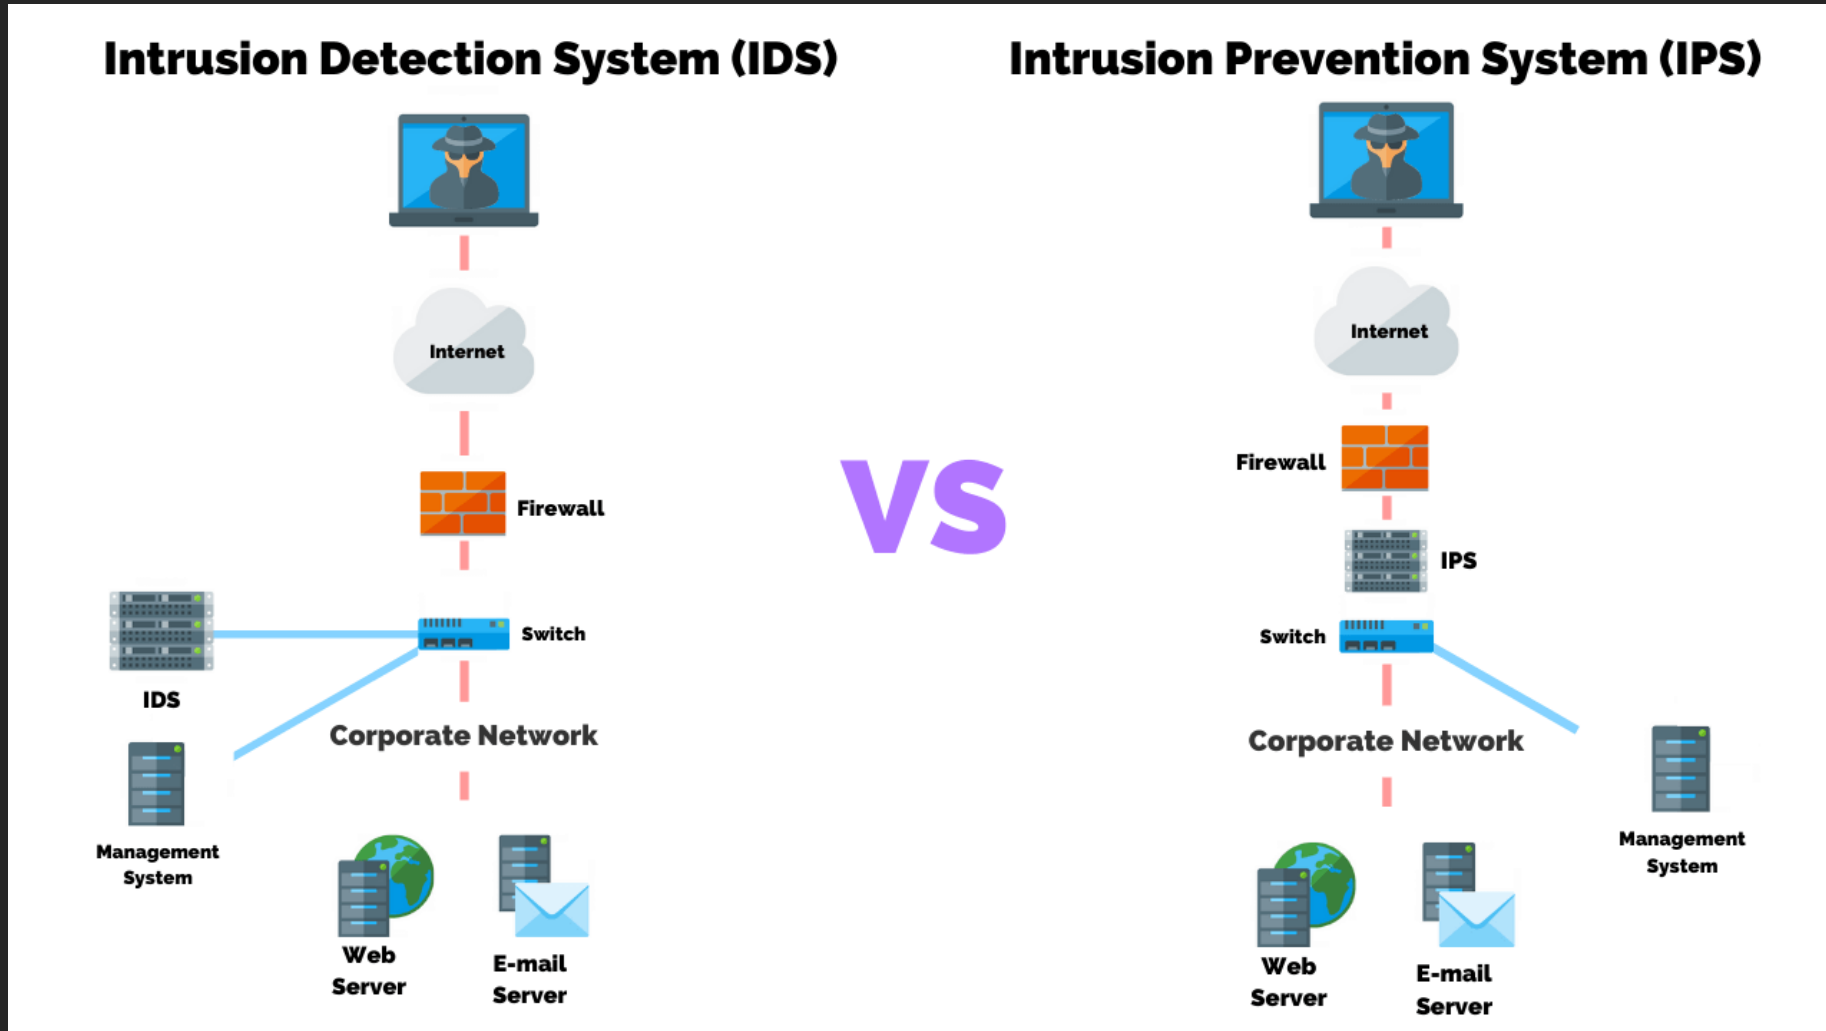 Intrusion Detection System (IDS)
Internet
Firewall
Switch
IDS
Corporate Network
Management
System
Web
Server
E-mail
Server
VS
Intrusion Prevention System (IPS)
Internet
Firewall
IPS
Switch
Corporate Network
Management
System
Web
Server
E-mail
Server